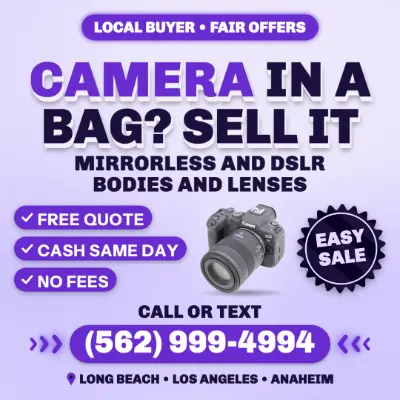 LOCAL BUYER • FAIR OFFERS
CAMERA IN A
BAG? SELL IT
MIRRORLESS AND DSLR
BODIES AND LENSES
✓ FREE QUOTE
✓ CASH SAME DAY
✓ NO FEES
Canon
EASY
SALE
CALL OR TEXT
(562) 999-4994
LONG BEACH • LOS ANGELES • ANAHEIM